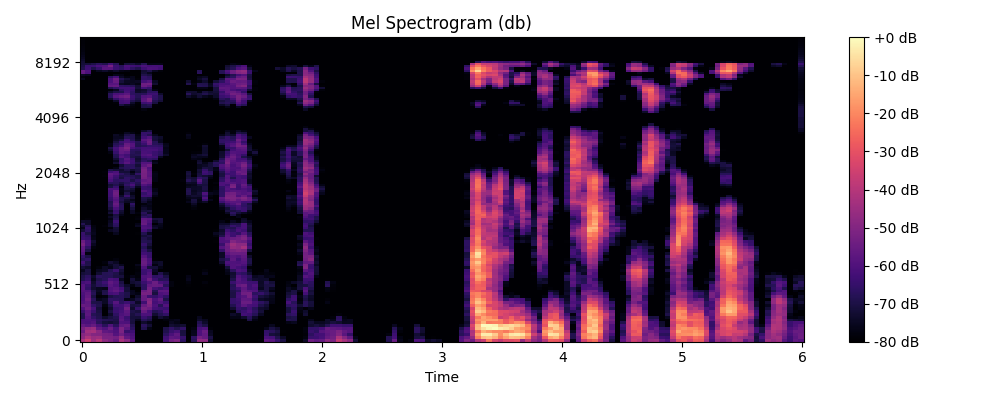 Mel Spectrogram (db)
Hz
8192
4096
2048
1024
512
0
0 1 2 3 4 5 6
Time
+0 dB
-10 dB
-20 dB
-30 dB
-40 dB
-50 dB
-60 dB
-70 dB
-80 dB